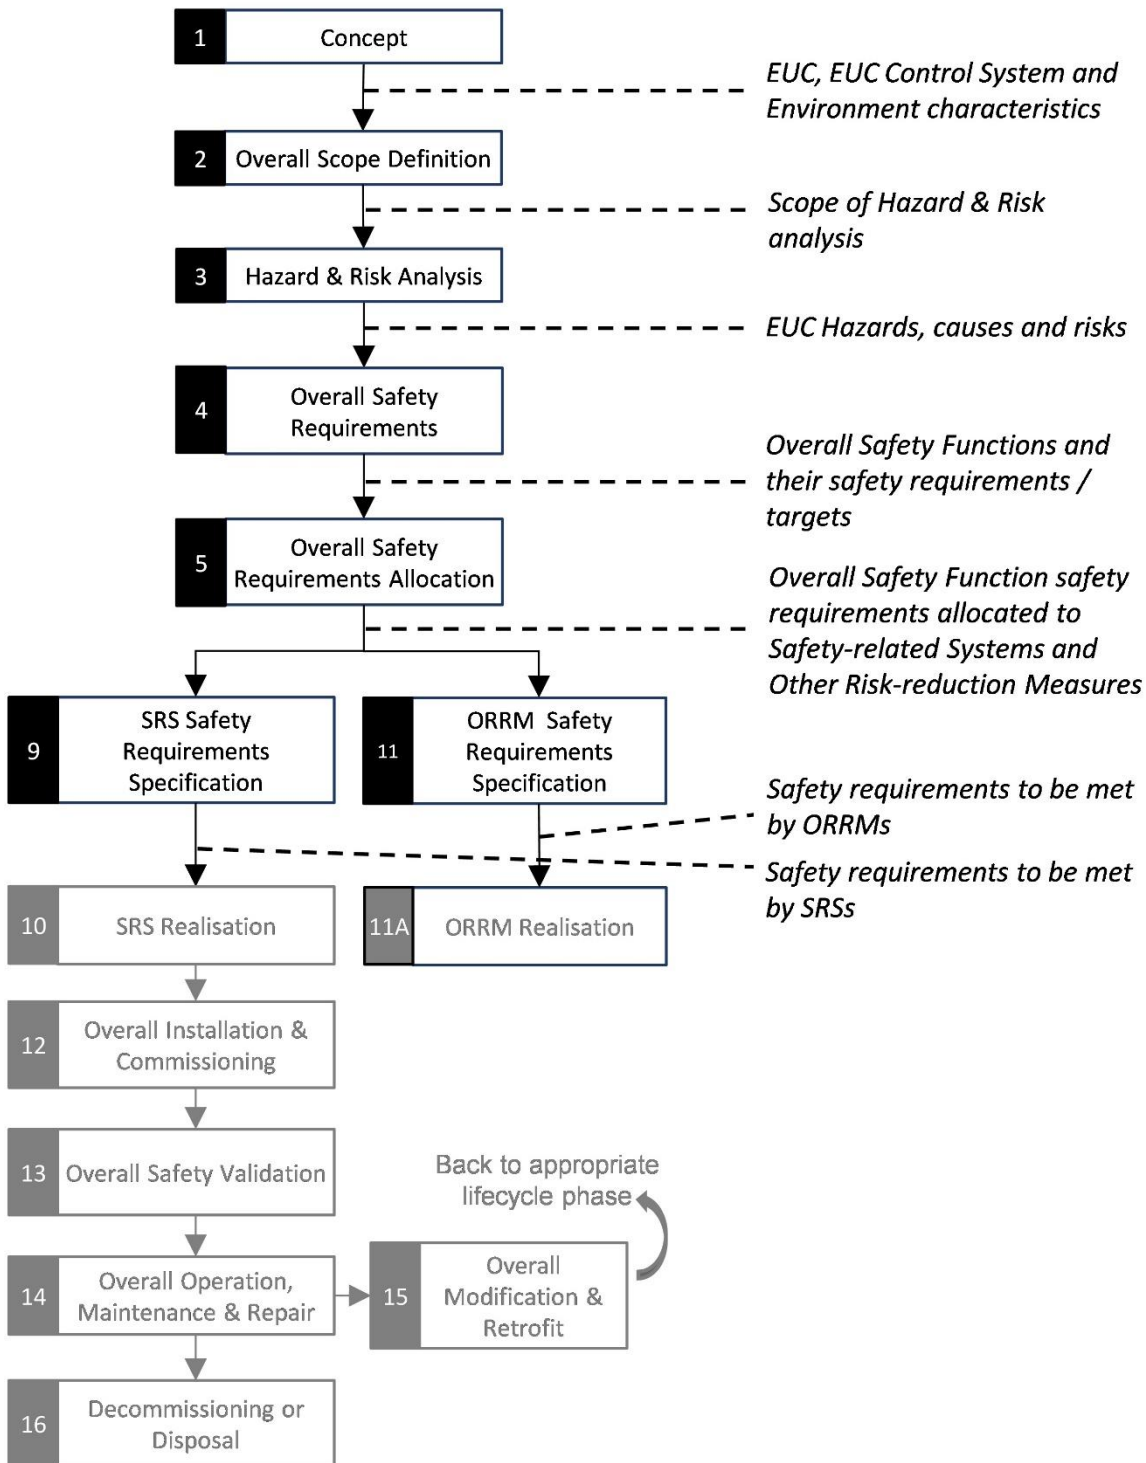 1
Concept
EUC, EUC Control System and
Environment characteristics
2
Overall Scope Definition
Scope of Hazard & Risk
analysis
3
Hazard & Risk Analysis
EUC Hazards, causes and risks
4
Overall Safety
Requirements
Overall Safety Functions and
their safety requirements /
targets
5
Overall Safety
Requirements Allocation
Overall Safety Function safety
requirements allocated to
Safety-related Systems and
Other Risk-reduction Measures
9
SRS Safety
Requirements
Specification
11
ORRM Safety
Requirements
Specification
Safety requirements to be met
by ORRMs
Safety requirements to be met
by SRSs
10
SRS Realisation
11A
ORRM Realisation
12
Overall Installation &
Commissioning
13
Overall Safety Validation
Back to appropriate
lifecycle phase
14
Overall Operation,
Maintenance & Repair
15
Overall
Modification &
Retrofit
16
Decommissioning or
Disposal